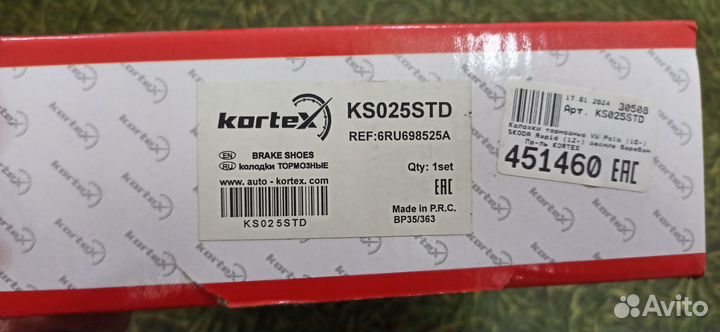 kortex
KS025STD
REF:6RU698525A
EN BRAKE SHOES
RU колодки ТОРМОЗНЫЕ
Qty: 1set
www.auto - kortex. com
EAC
KS025STD
Made in P.R.C.
BP35/363
17.01 2024 30508
Арт. KS025STD
Колодки тормозные VW Polo (10-)
SKODA Rapid (12-) задние барабан
Пр-ль KORTEX
451460 EAC
kortex
Avito